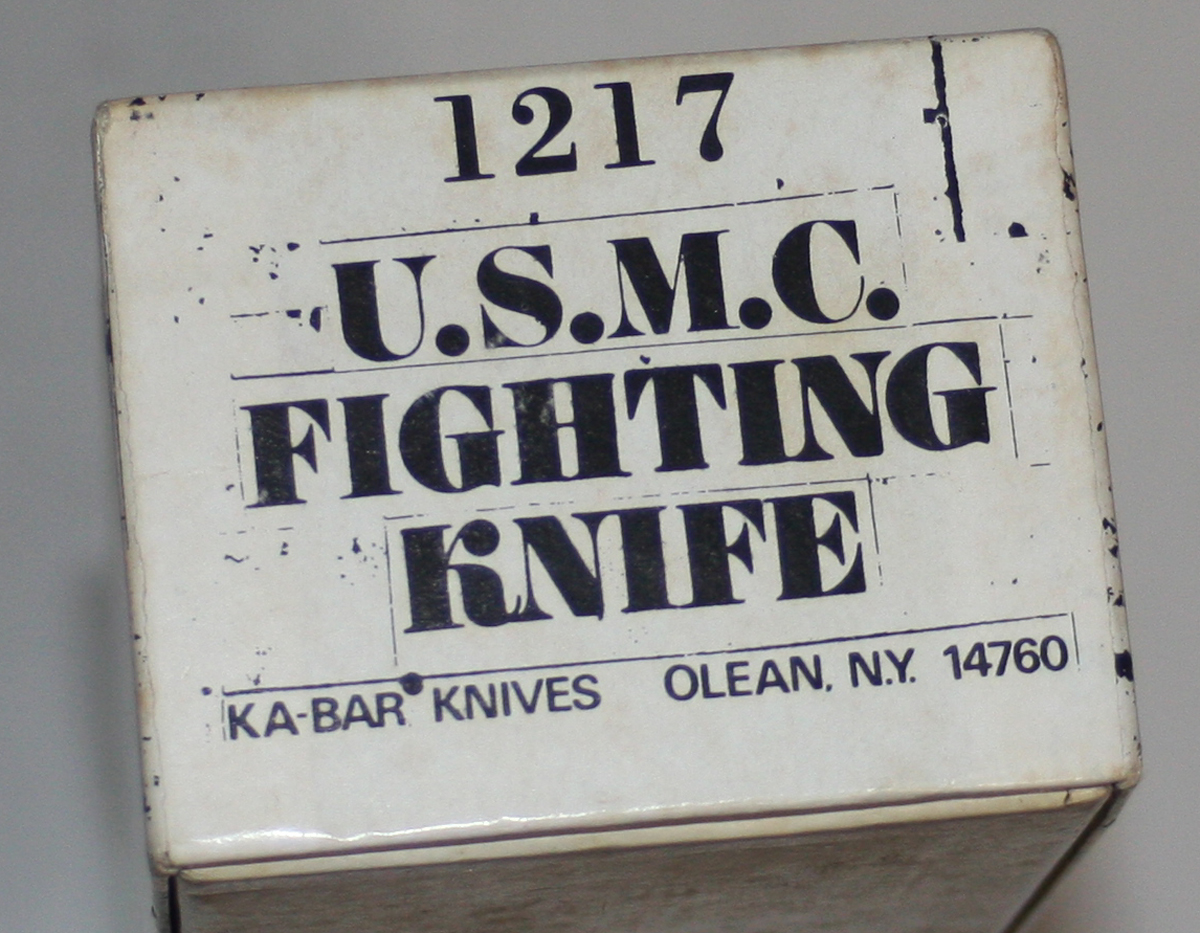 1217
U.S.M.C.
FIGHTING
KNIFE
KA-BAR KNIVES OLEAN, N.Y. 14760